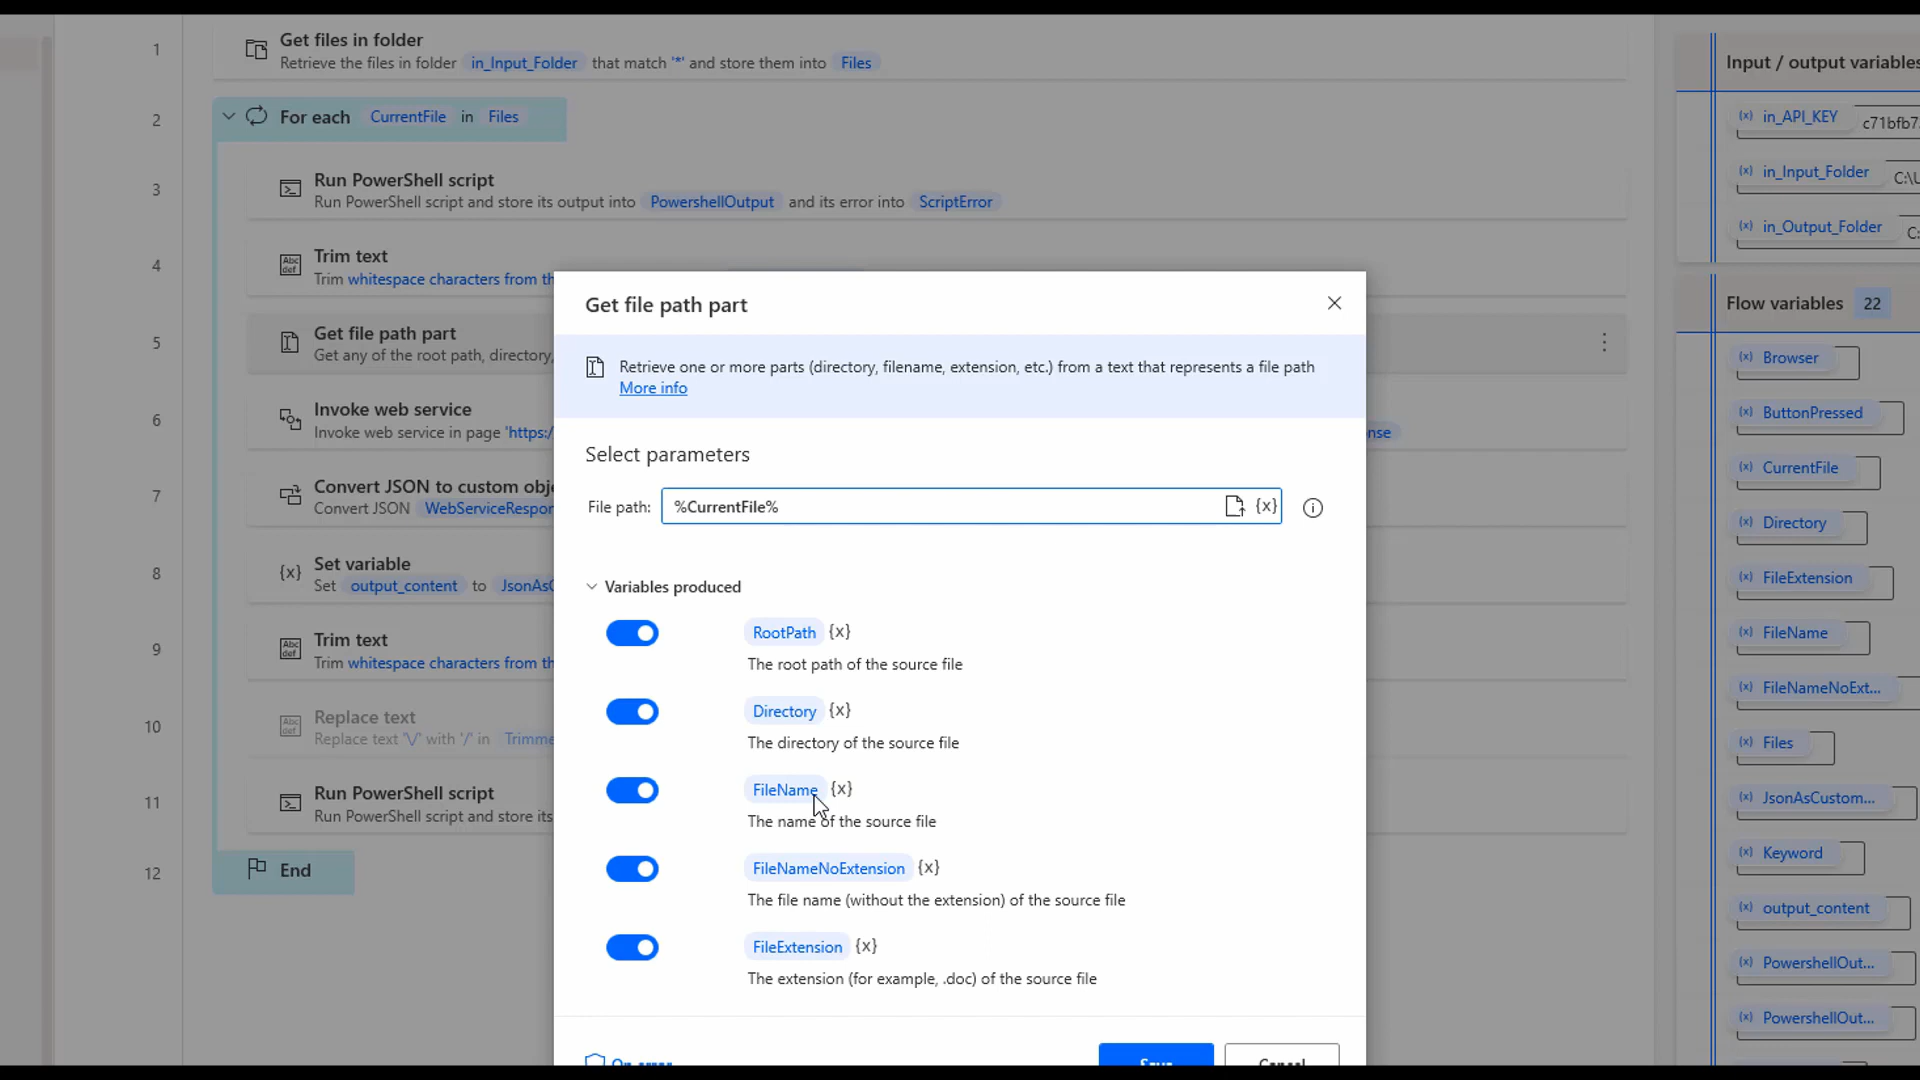 1
Get files in folder
Retrieve the files in folder in_Input_Folder that match '*' and store them into Files
2
For each CurrentFile in Files
3
Run PowerShell script
Run PowerShell script and store its output into PowershellOutput and its error into ScriptError
4
Trim text
Trim whitespace characters from th
5
Get file path part
Get any of the root path, directory,
6
Invoke web service
Invoke web service in page 'https:/
nse
7
Convert JSON to custom obje
Convert JSON WebServiceRespor
8
Set variable
Set output_content to JsonAsC
9
Trim text
Trim whitespace characters from th
10
Replace text
Replace text '\/' with '/' in Trimme
11
Run PowerShell script
Run PowerShell script and store its
12
End
Get file path part
Retrieve one or more parts (directory, filename, extension, etc.) from a text that represents a file path
More info
Select parameters
File path: %CurrentFile% {x}
Variables produced
RootPath {x}
The root path of the source file
Directory {x}
The directory of the source file
FileName {x}
The name of the source file
FileNameNoExtension {x}
The file name (without the extension) of the source file
FileExtension {x}
The extension (for example, .doc) of the source file
On error
Save
Cancel
Input / output variables
(x) in_API_KEY c71bfb7
(x) in_Input_Folder C:\U
(x) in_Output_Folder C:
Flow variables 22
(x) Browser
(x) ButtonPressed
(x) CurrentFile
(x) Directory
(x) FileExtension
(x) FileName
(x) FileNameNoExt...
(x) Files
(x) JsonAsCustom...
(x) Keyword
(x) output_content
(x) PowershellOut...
(x) PowershellOut...